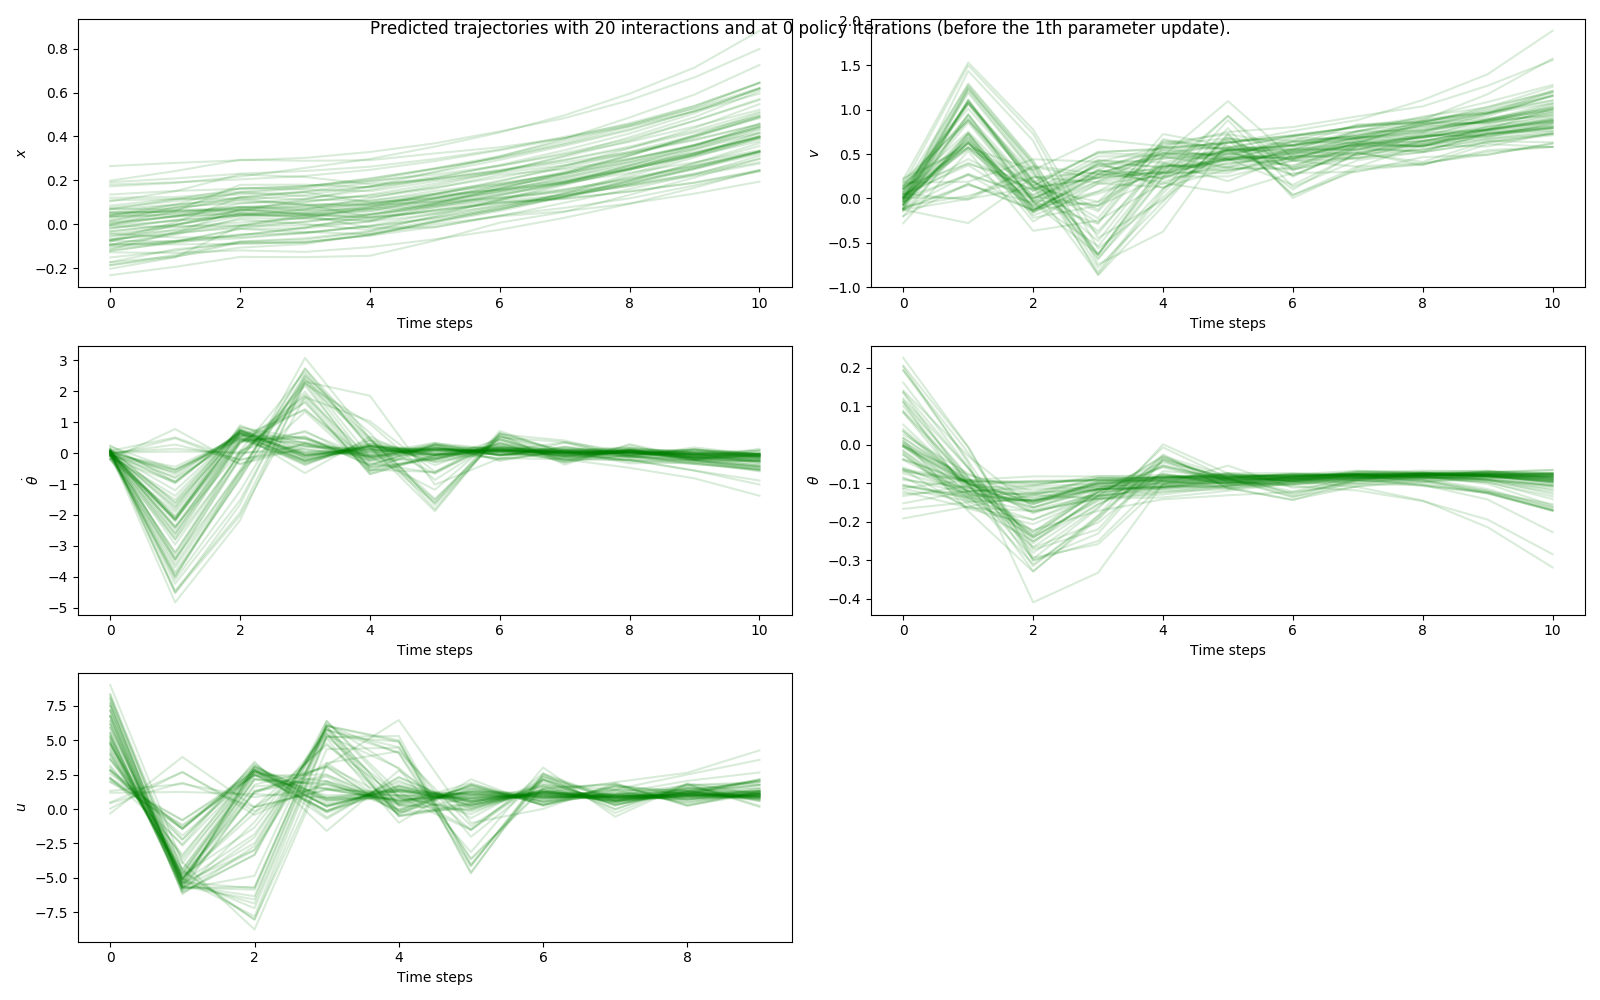 Predicted trajectories with 20 interactions and at 0 policy iterations (before the 1th parameter update).
0.8
0.6
0.4
0.2
0.0
−0.2
x
0 2 4 6 8 10
Time steps
2.0
1.5
1.0
0.5
0.0
−0.5
−1.0
v
0 2 4 6 8 10
Time steps
3
2
1
0
−1
−2
−3
−4
−5
θ̇
0 2 4 6 8 10
Time steps
0.2
0.1
0.0
−0.1
−0.2
−0.3
−0.4
θ
0 2 4 6 8 10
Time steps
7.5
5.0
2.5
0.0
−2.5
−5.0
−7.5
u
0 2 4 6 8
Time steps